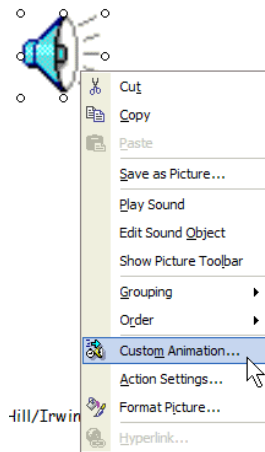 Cut
Copy
Paste
Save as Picture...
Play Sound
Edit Sound Object
Show Picture Toolbar
Grouping
Order
Custom Animation...
Action Settings...
Hill/Irwin Format Picture...
Hyperlink...